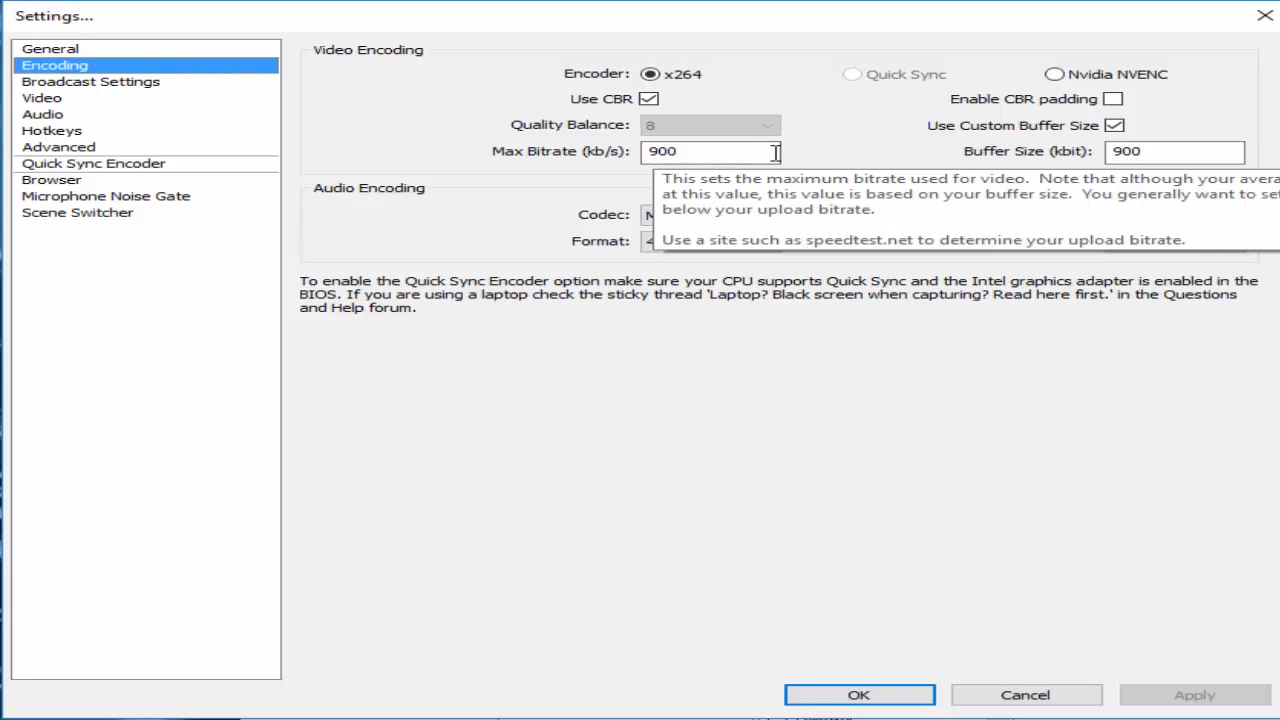 Settings...
General
Encoding
Broadcast Settings
Video
Audio
Hotkeys
Advanced
Quick Sync Encoder
Browser
Microphone Noise Gate
Scene Switcher
Video Encoding
Encoder: x264 Quick Sync Nvidia NVENC
Use CBR Enable CBR padding
Quality Balance: 8 Use Custom Buffer Size
Max Bitrate (kb/s): 900 Buffer Size (kbit): 900
This sets the maximum bitrate used for video. Note that although your avera
at this value, this value is based on your buffer size. You generally want to set
below your upload bitrate.
Use a site such as speedtest.net to determine your upload bitrate.
Audio Encoding
Codec:
Format:
To enable the Quick Sync Encoder option make sure your CPU supports Quick Sync and the Intel graphics adapter is enabled in the
BIOS. If you are using a laptop check the sticky thread 'Laptop? Black screen when capturing? Read here first.' in the Questions
and Help forum.
OK Cancel Apply